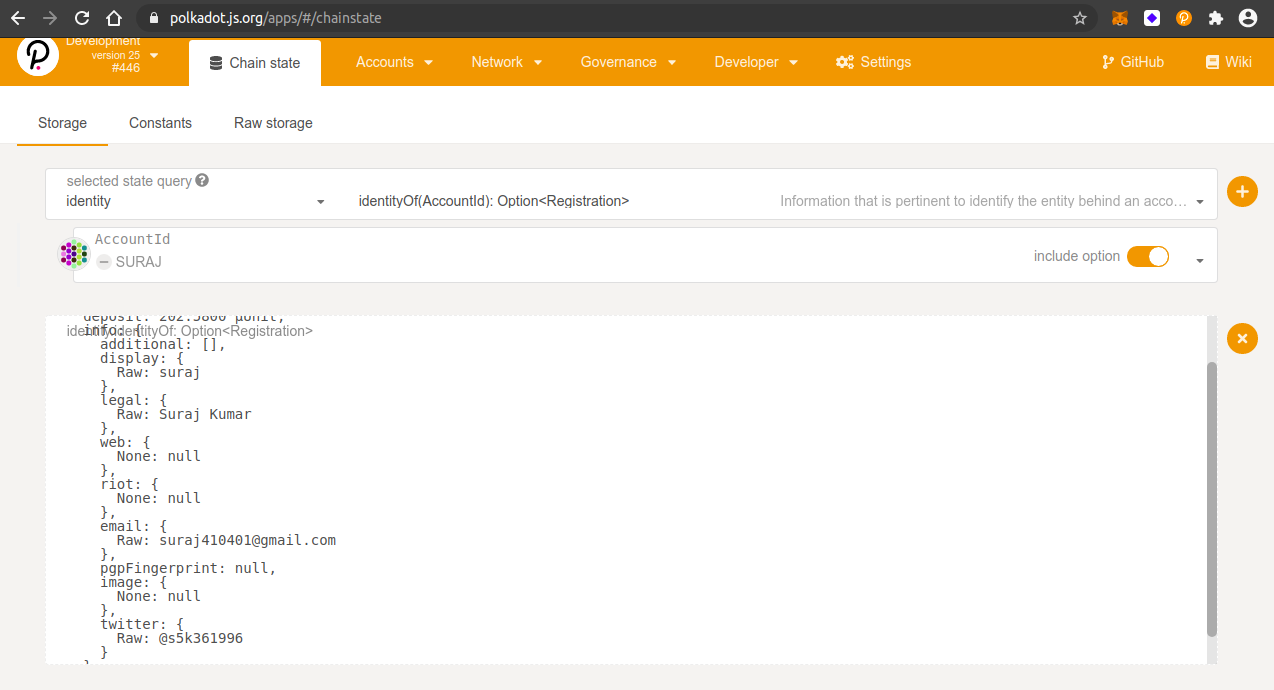 polkadot.js.org/apps/#/chainstate
Development
version 25
#446
Chain state
Accounts
Network
Governance
Developer
Settings
GitHub
Wiki
Storage
Constants
Raw storage
selected state query
identity
identityOf(AccountId): Option<Registration>
Information that is pertinent to identify the entity behind an acco…
AccountId
SURAJ
include option
deposit: 202.5800 µUnit,
identity.identityOf: Option<Registration>
info: {
additional: [],
display: {
Raw: suraj
},
legal: {
Raw: Suraj Kumar
},
web: {
None: null
},
riot: {
None: null
},
email: {
Raw: suraj410401@gmail.com
},
pgpFingerprint: null,
image: {
None: null
},
twitter: {
Raw: @s5k361996
}
}